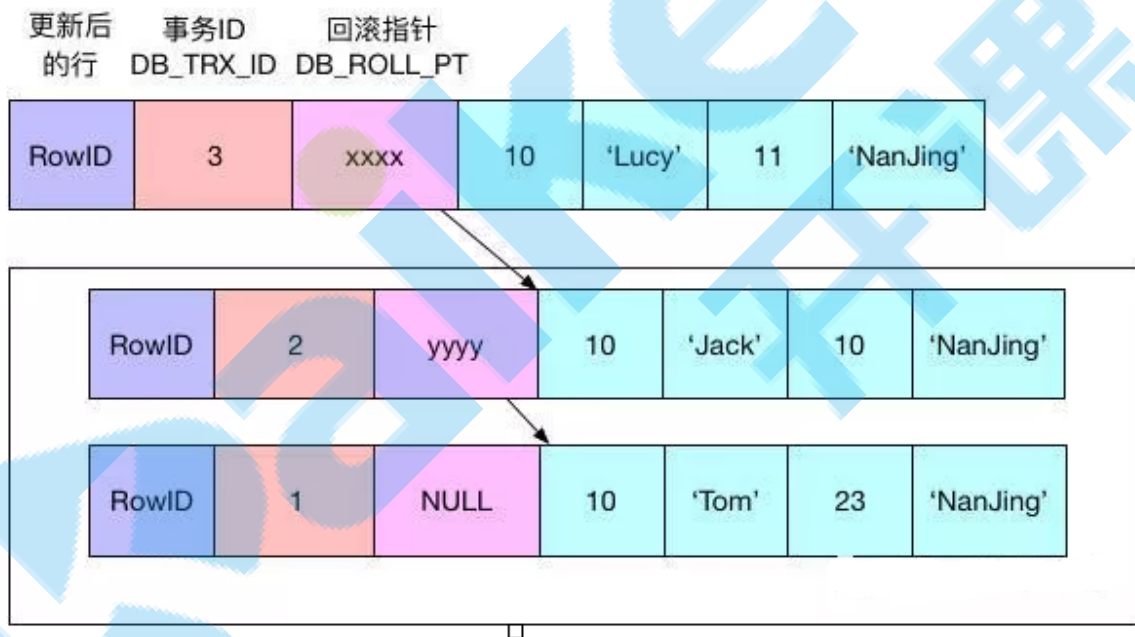 更新后 事务ID 回滚指针
的行 DB_TRX_ID DB_ROLL_PT
RowID 3 xxxx 10 ‘Lucy’ 11 ‘NanJing’
RowID 2 yyyy 10 ‘Jack’ 10 ‘NanJing’
RowID 1 NULL 10 ‘Tom’ 23 ‘NanJing’